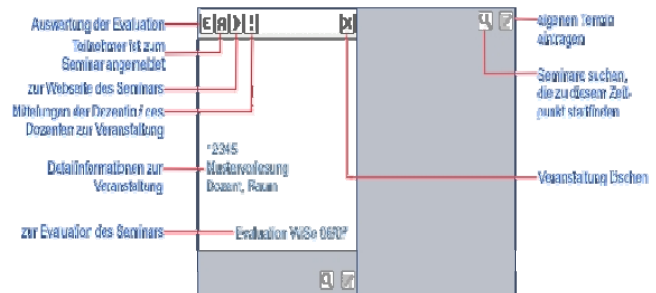 Auswertung der Evaluation
Teilnehmer ist zum
Seminar angemeldet
zur Webseite des Seminars
Mitteilungen der Dozentin / des
Dozenten zur Veranstaltung
Detailinformationen zur
Veranstaltung
zur Evaluation des Seminars
E A !
X
*2345
Mustervorlesung
Dozent, Raum
Evaluation WiSe
eigenen Termin
eintragen
Seminare suchen,
die zu diesem Zeit-
punkt stattfinden
Veranstaltung löschen